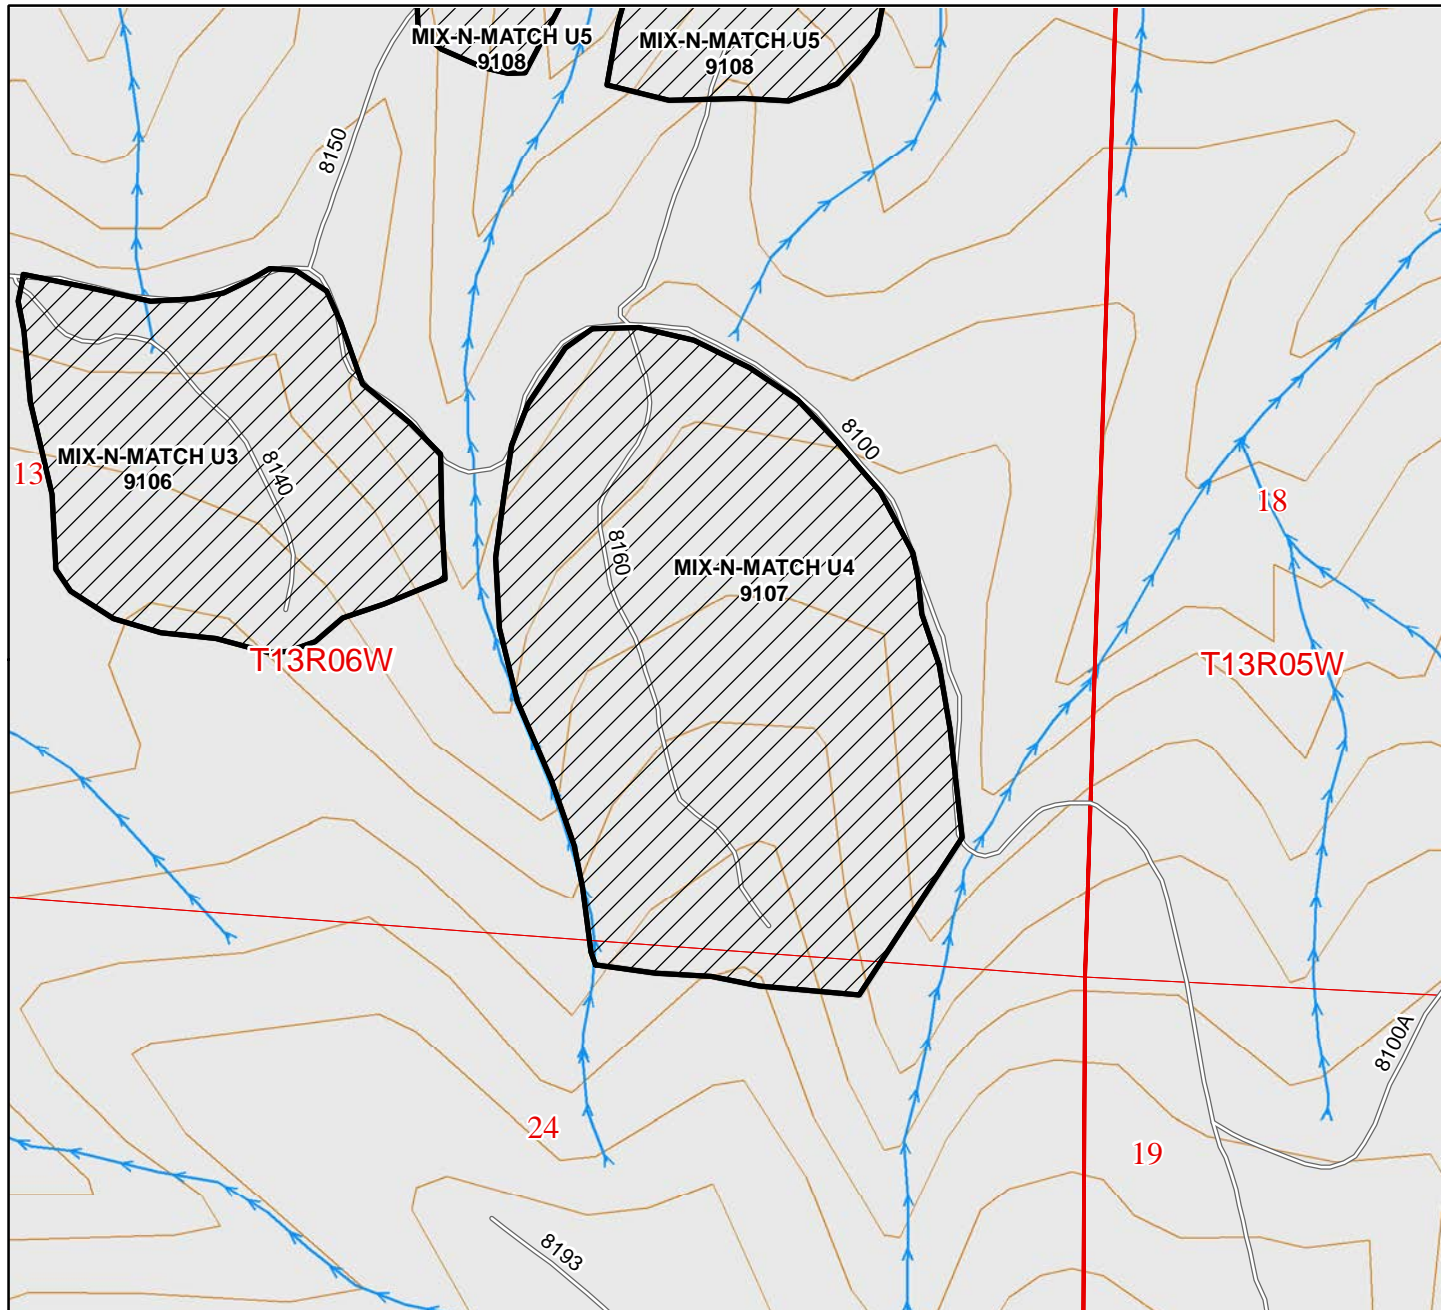 MIX-N-MATCH U5
9108
MIX-N-MATCH U5
9108
8150
8100
MIX-N-MATCH U3
9106
13
8140
18
8160
MIX-N-MATCH U4
9107
T13R06W
T13R05W
8100A
24
19
8193